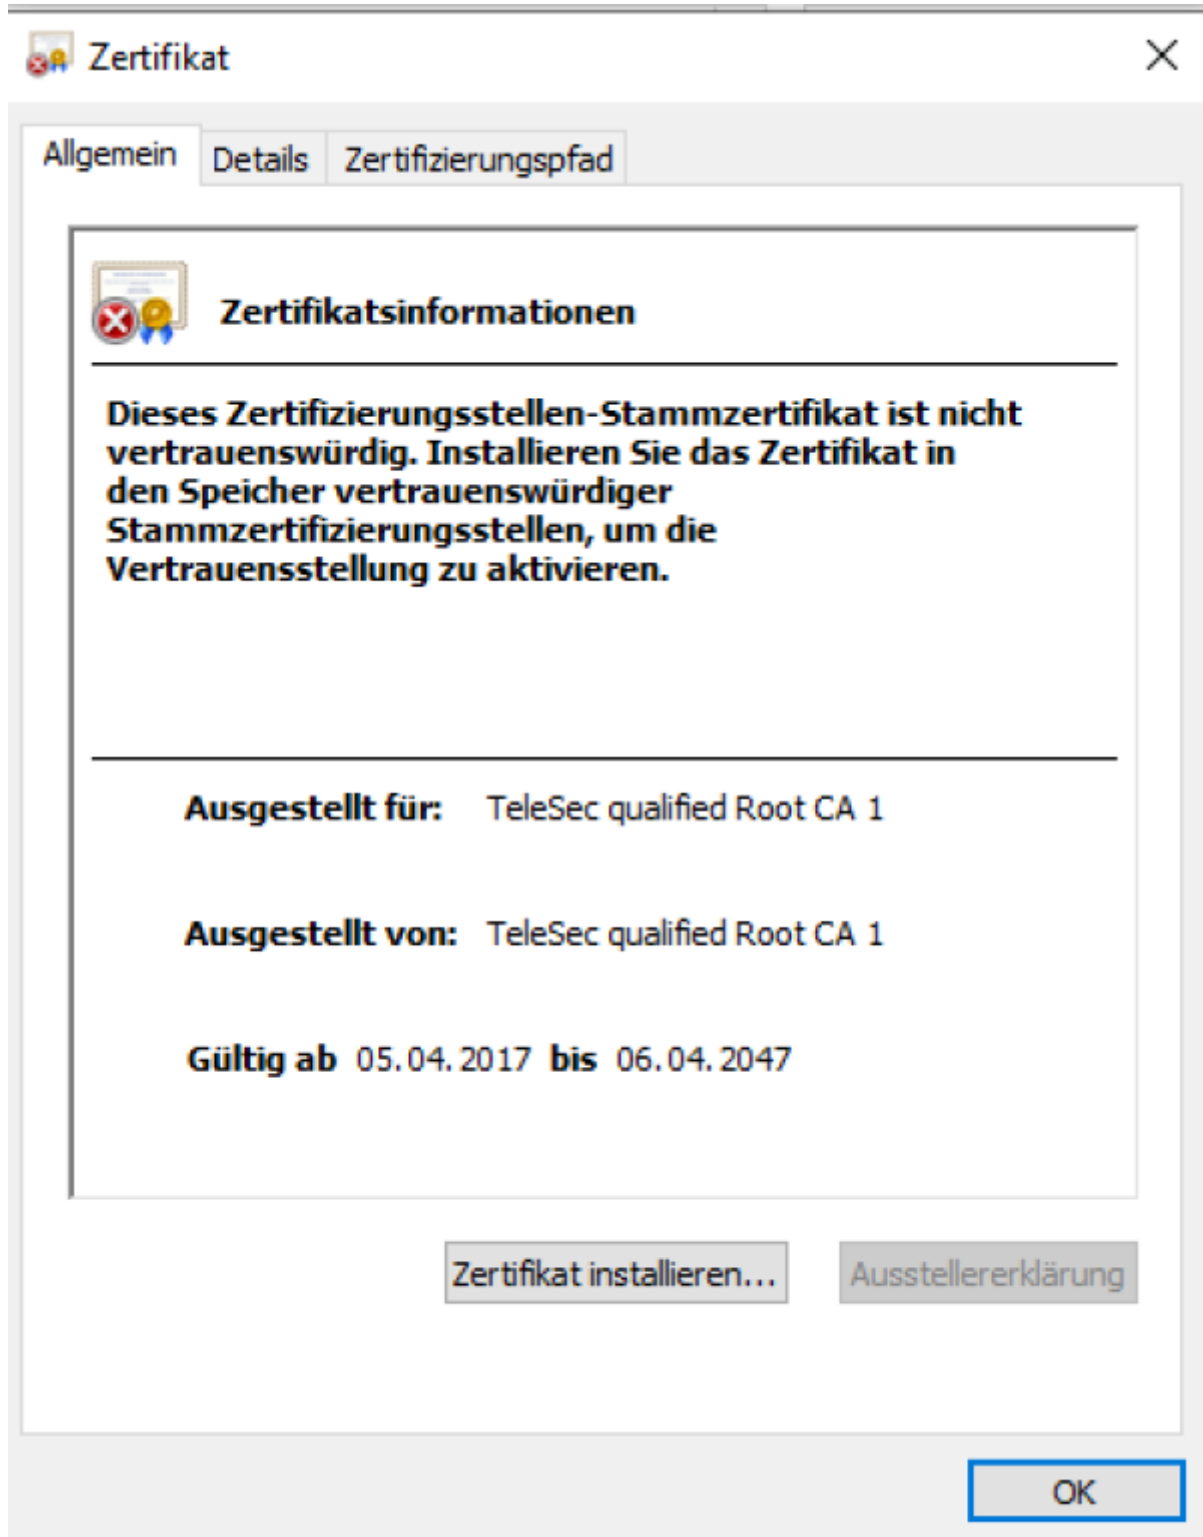 Zertifikat
Allgemein Details Zertifizierungspfad
Zertifikatsinformationen
Dieses Zertifizierungsstellen-Stammzertifikat ist nicht
vertrauenswürdig. Installieren Sie das Zertifikat in
den Speicher vertrauenswürdiger
Stammzertifizierungsstellen, um die
Vertrauensstellung zu aktivieren.
Ausgestellt für: TeleSec qualified Root CA 1
Ausgestellt von: TeleSec qualified Root CA 1
Gültig ab 05.04.2017 bis 06.04.2047
Zertifikat installieren... Ausstellererklärung
OK